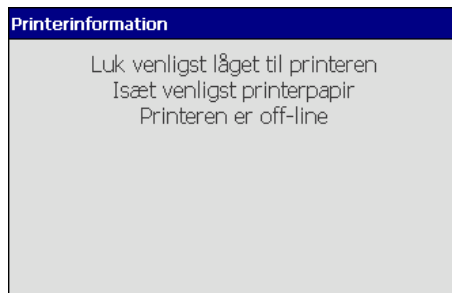 Printerinformation
Luk venligst låget til printeren
Isæt venligst printerpapir
Printeren er off-line